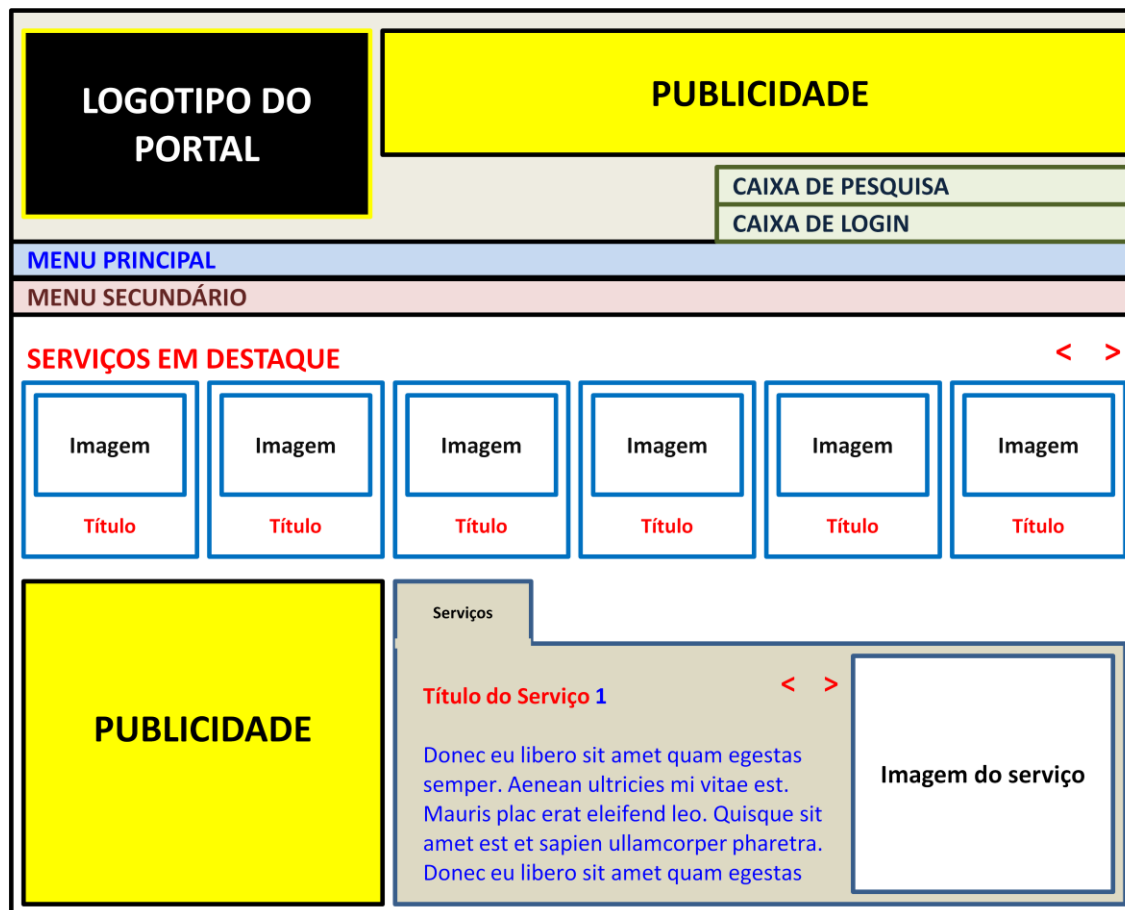 LOGOTIPO DO
PORTAL
PUBLICIDADE
CAIXA DE PESQUISA
CAIXA DE LOGIN
MENU PRINCIPAL
MENU SECUNDÁRIO
SERVIÇOS EM DESTAQUE
< >
Imagem
Imagem
Imagem
Imagem
Imagem
Imagem
Título
Título
Título
Título
Título
Título
PUBLICIDADE
Serviços
Título do Serviço 1
< >
Donec eu libero sit amet quam egestas
semper. Aenean ultricies mi vitae est.
Mauris plac erat eleifend leo. Quisque sit
amet est et sapien ullamcorper pharetra.
Donec eu libero sit amet quam egestas
Imagem do serviço